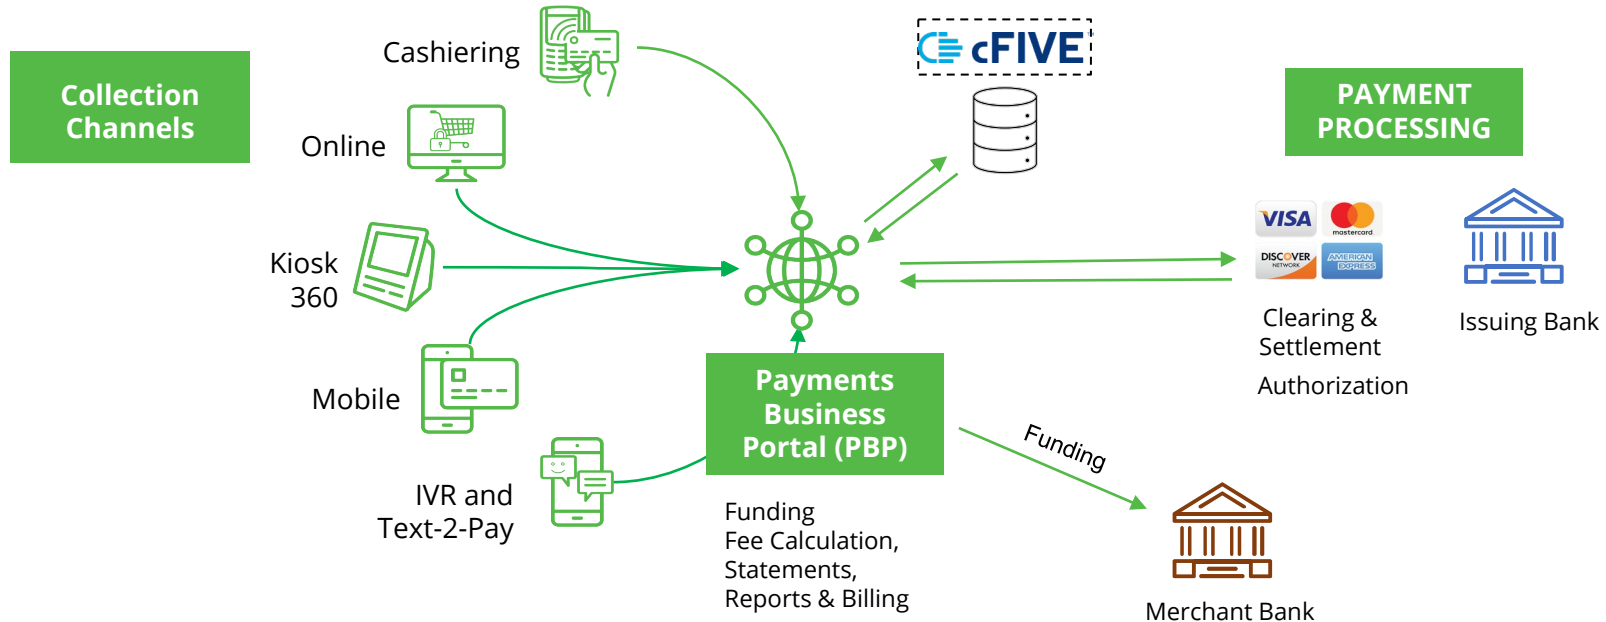 Collection
Channels
Cashiering
Online
Kiosk
360
Mobile
IVR and
Text-2-Pay
cFIVE
Payments
Business
Portal (PBP)
Funding
Fee Calculation,
Statements,
Reports & Billing
Funding
Merchant Bank
PAYMENT
PROCESSING
VISA
mastercard
DISCOVER
NETWORK
AMERICAN
EXPRESS
Clearing &
Settlement
Authorization
Issuing Bank